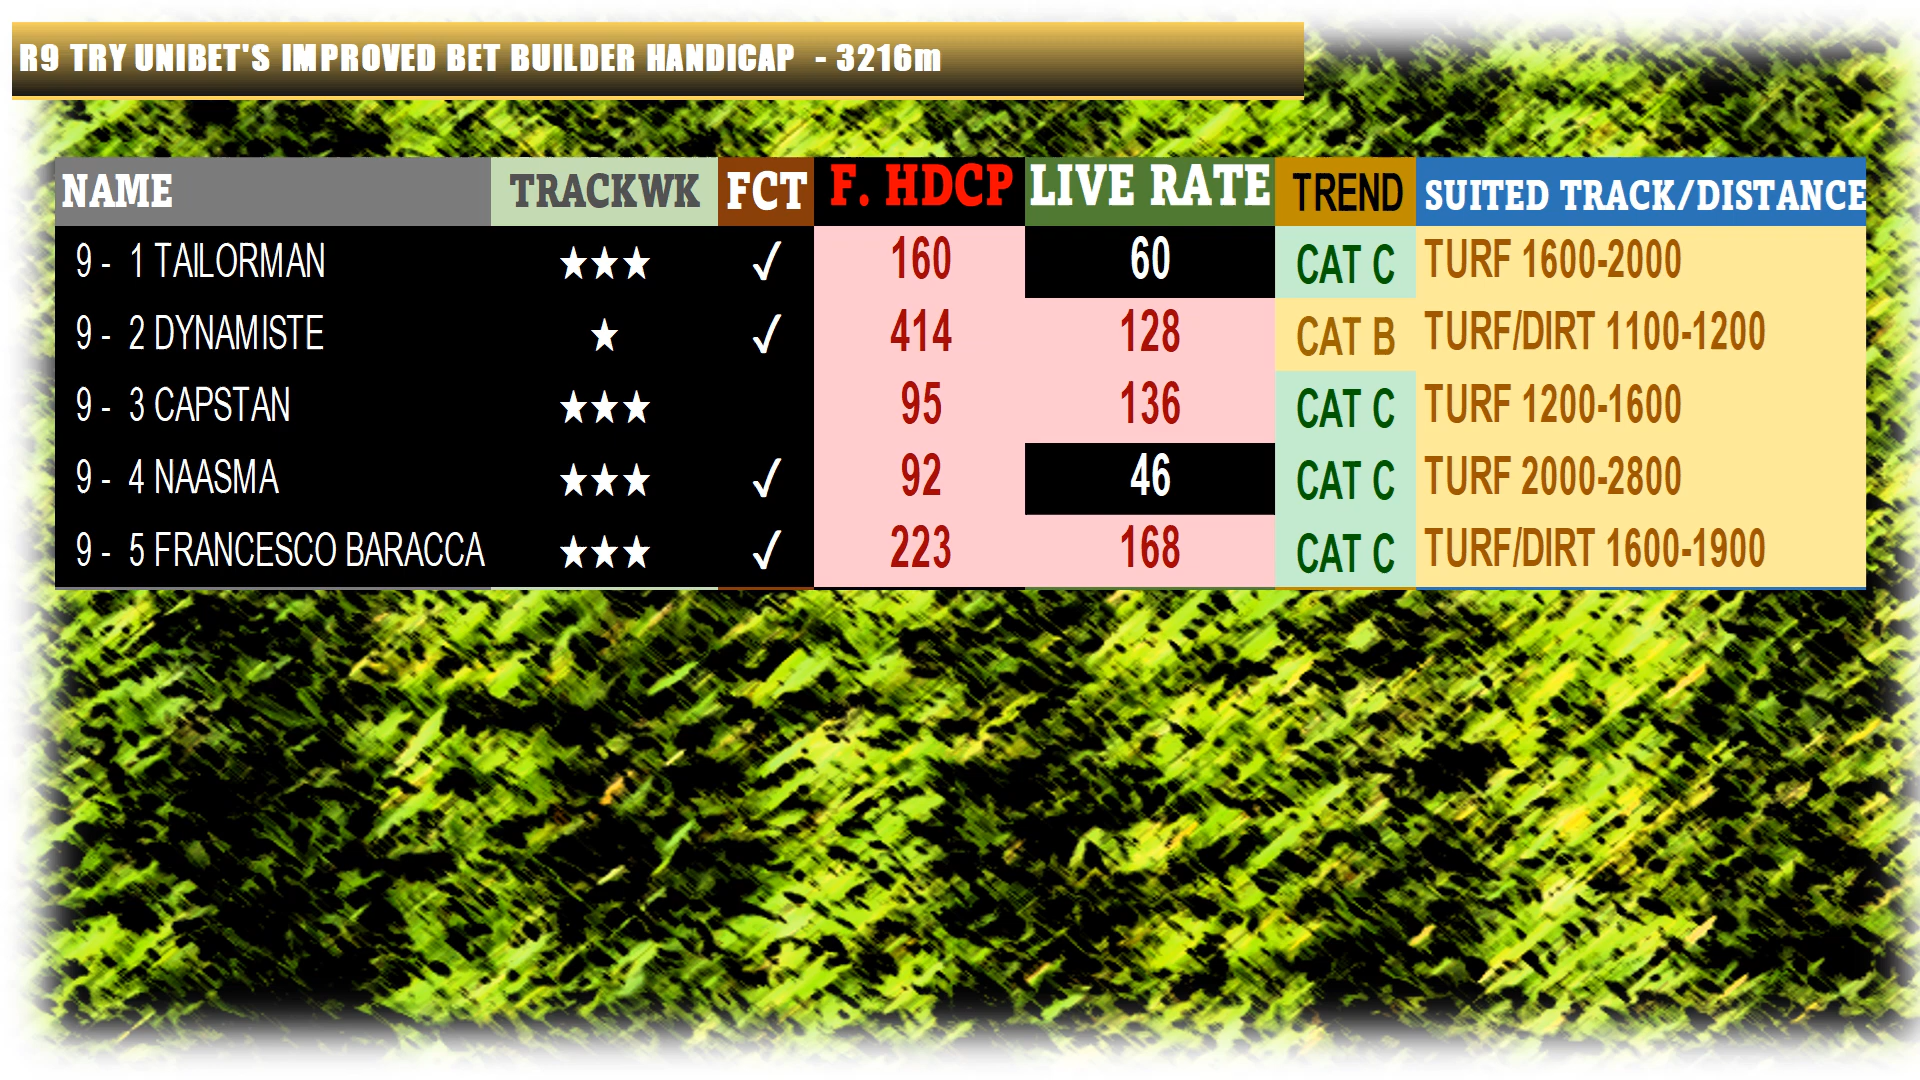 R9 TRY UNIBET'S IMPROVED BET BUILDER HANDICAP - 3216m
NAME TRACKWK FCT F. HDCP LIVE RATE TREND SUITED TRACK/DISTANCE
9 - 1 TAILORMAN ★★★ ✓ 160 60 CAT C TURF 1600-2000
9 - 2 DYNAMISTE ★ ✓ 414 128 CAT B TURF/DIRT 1100-1200
9 - 3 CAPSTAN ★★★ 95 136 CAT C TURF 1200-1600
9 - 4 NAASMA ★★★ ✓ 92 46 CAT C TURF 2000-2800
9 - 5 FRANCESCO BARACCA ★★★ ✓ 223 168 CAT C TURF/DIRT 1600-1900